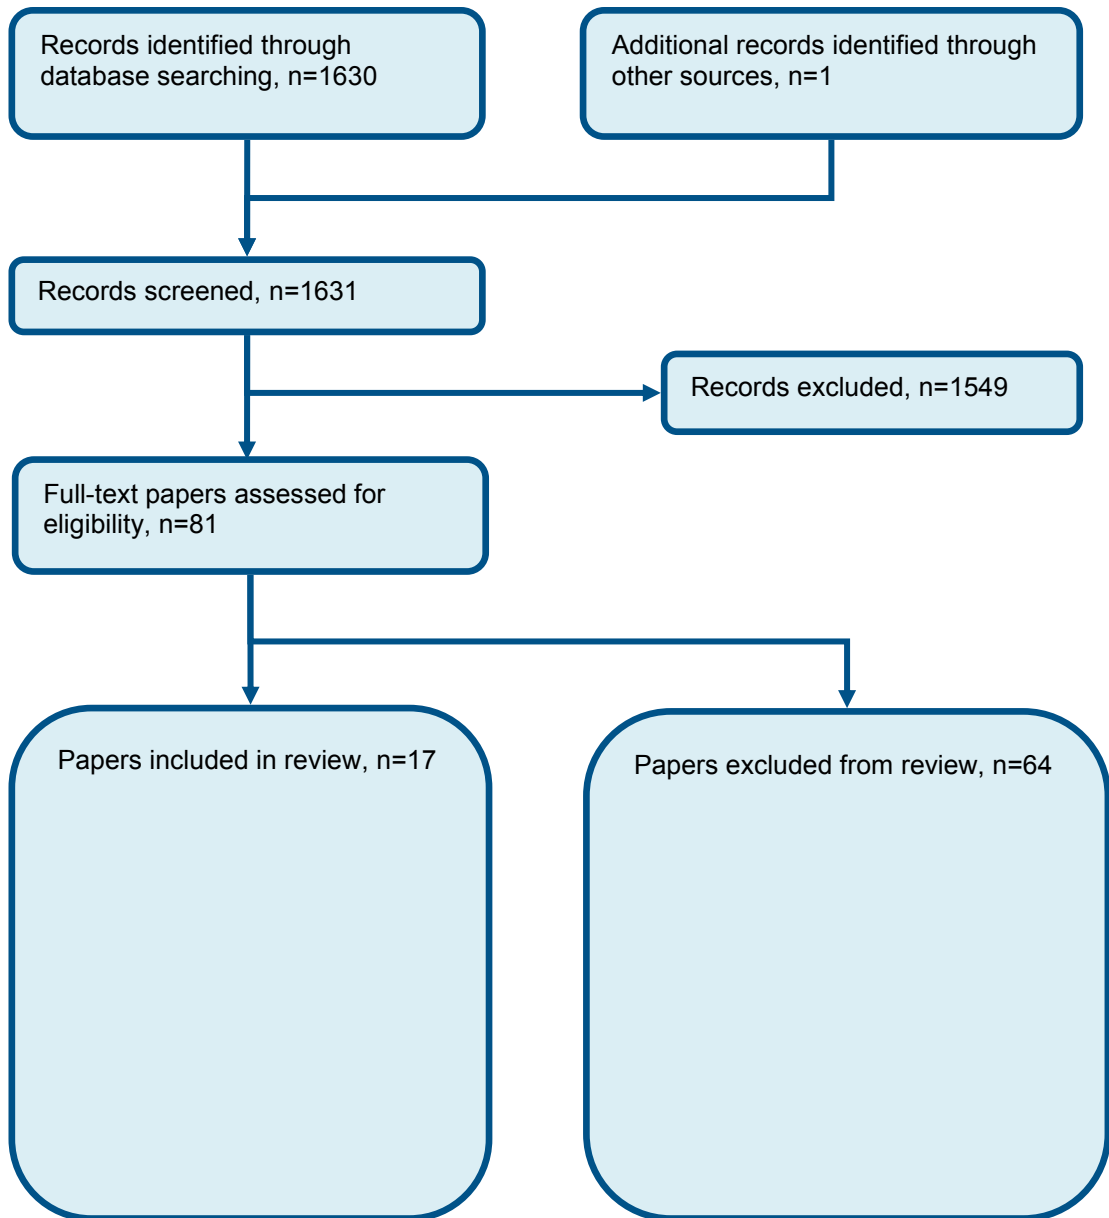 Records identified through
database searching, n=1630
Additional records identified through
other sources, n=1
Records screened, n=1631
Records excluded, n=1549
Full-text papers assessed for
eligibility, n=81
Papers included in review, n=17
Papers excluded from review, n=64